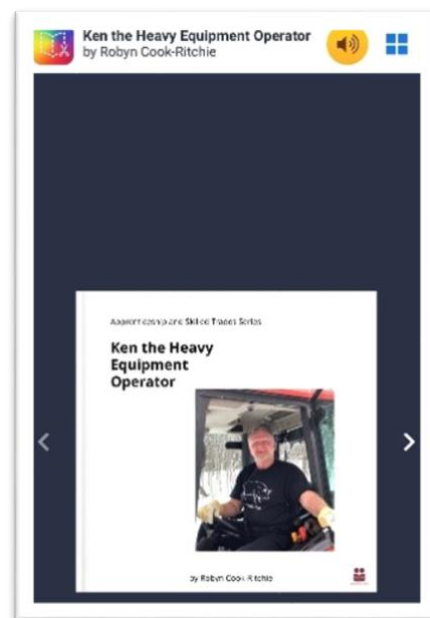 Ken the Heavy Equipment Operator
by Robyn Cook-Ritchie
Apprenticeship and Skilled Trades Series
Ken the Heavy
Equipment
Operator
by Robyn Cook-Ritchie